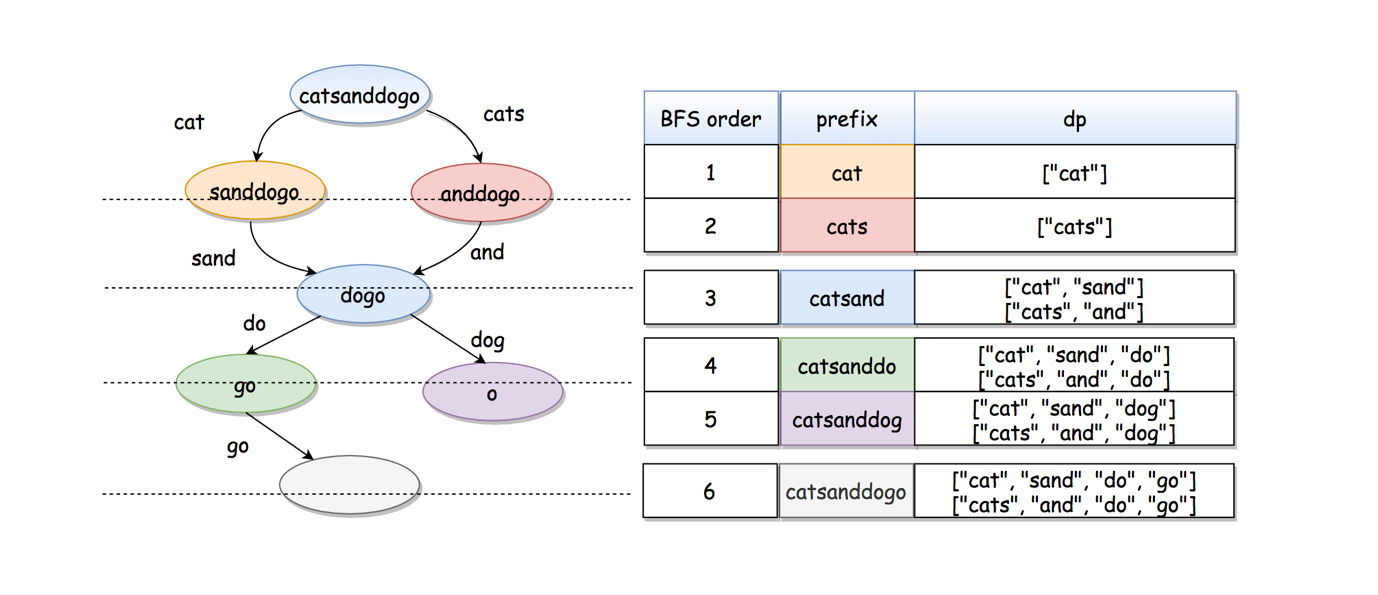 catsanddogo
cat
cats
sanddogo
anddogo
sand
and
dogo
do
dog
go
o
go
BFS order prefix dp
1 cat ["cat"]
2 cats ["cats"]
3 catsand ["cat", "sand"]
["cats", "and"]
4 catsanddo ["cat", "sand", "do"]
["cats", "and", "do"]
5 catsanddog ["cat", "sand", "dog"]
["cats", "and", "dog"]
6 catsanddogo ["cat", "sand", "do", "go"]
["cats", "and", "do", "go"]